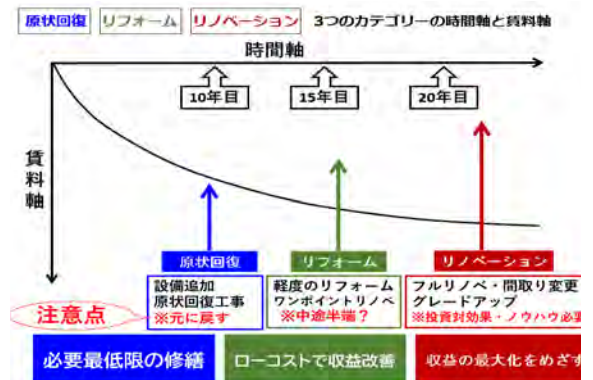 原状回復 リフォーム リノベーション 3つのカテゴリーの時間軸と賃料軸
時間軸
10年目 15年目 20年目
賃料軸
原状回復 リフォーム リノベーション
設備追加
原状回復工事
※元に戻す
軽度のリフォーム
ワンポイントリノベ
※中途半端?
フルリノベ・間取り変更
グレードアップ
※投資対効果・ノウハウ必要
注意点
必要最低限の修繕 ローコストで収益改善 収益の最大化をめざす